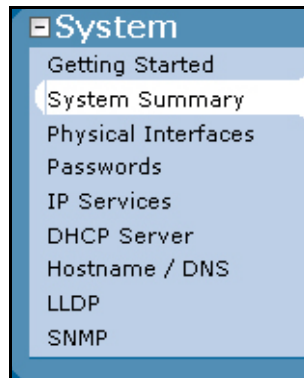 System
Getting Started
System Summary
Physical Interfaces
Passwords
IP Services
DHCP Server
Hostname / DNS
LLDP
SNMP